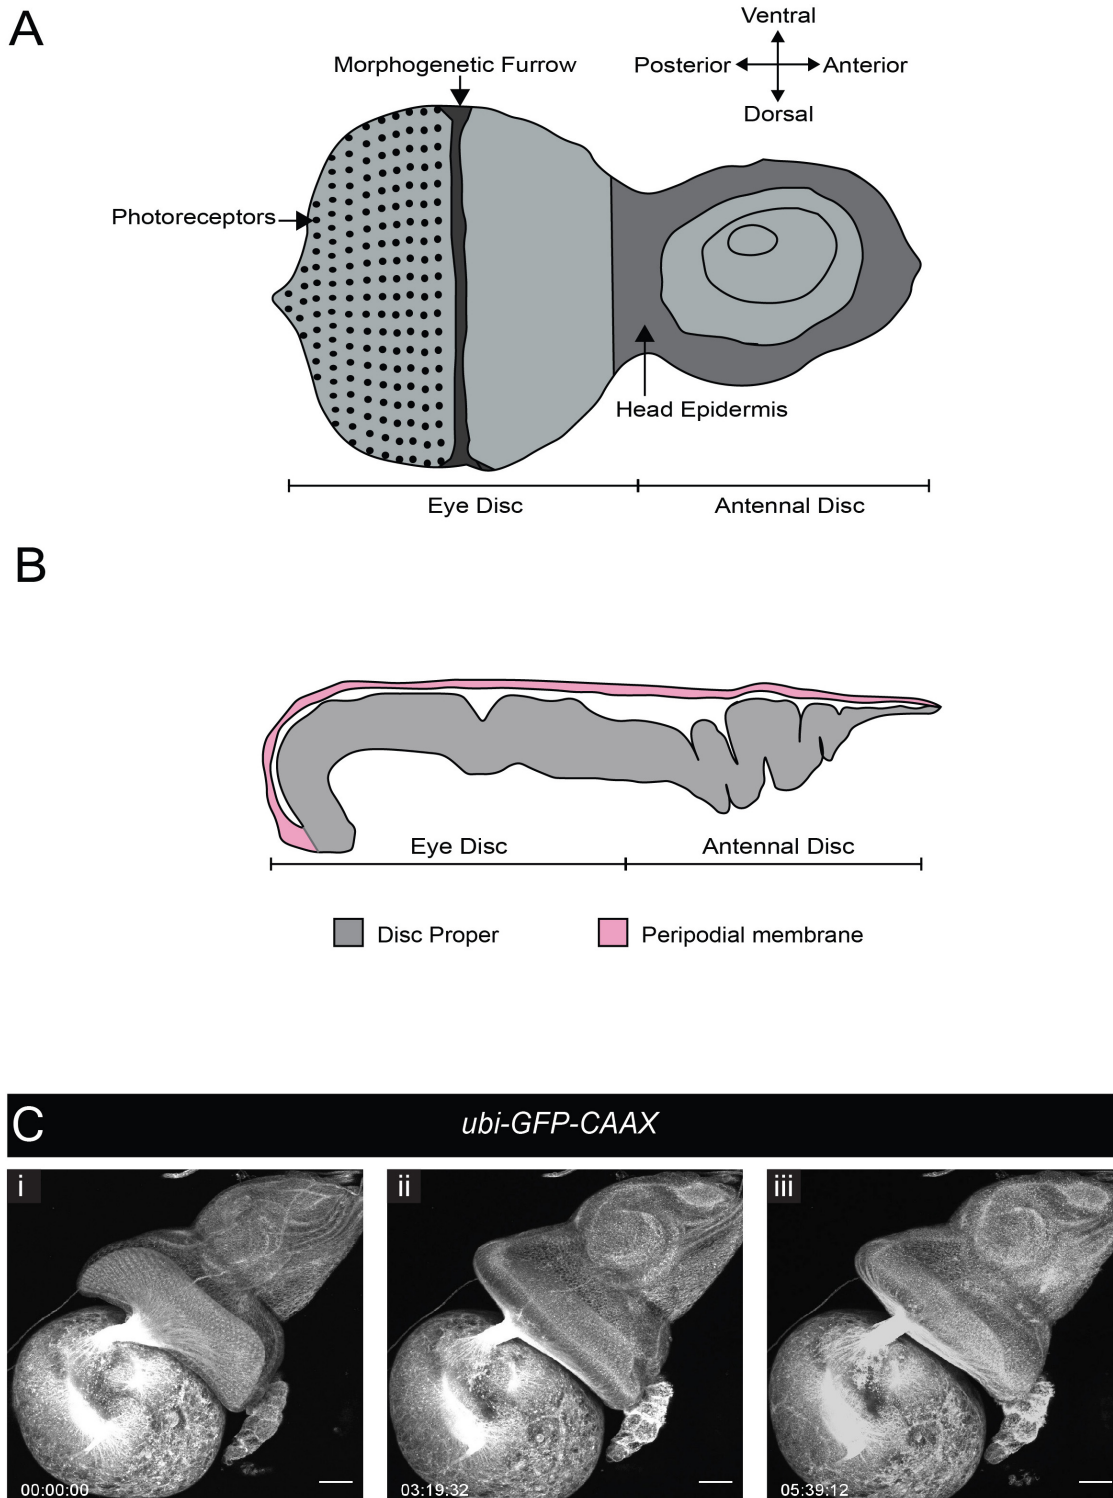 A
Ventral
Morphogenetic Furrow
Posterior
Anterior
Dorsal
Photoreceptors
Head Epidermis
Eye Disc
Antennal Disc
B
Eye Disc
Antennal Disc
Disc Proper
Peripodial membrane
C
ubi-GFP-CAAX
i
ii
iii
00:00:00
03:19:32
05:39:12